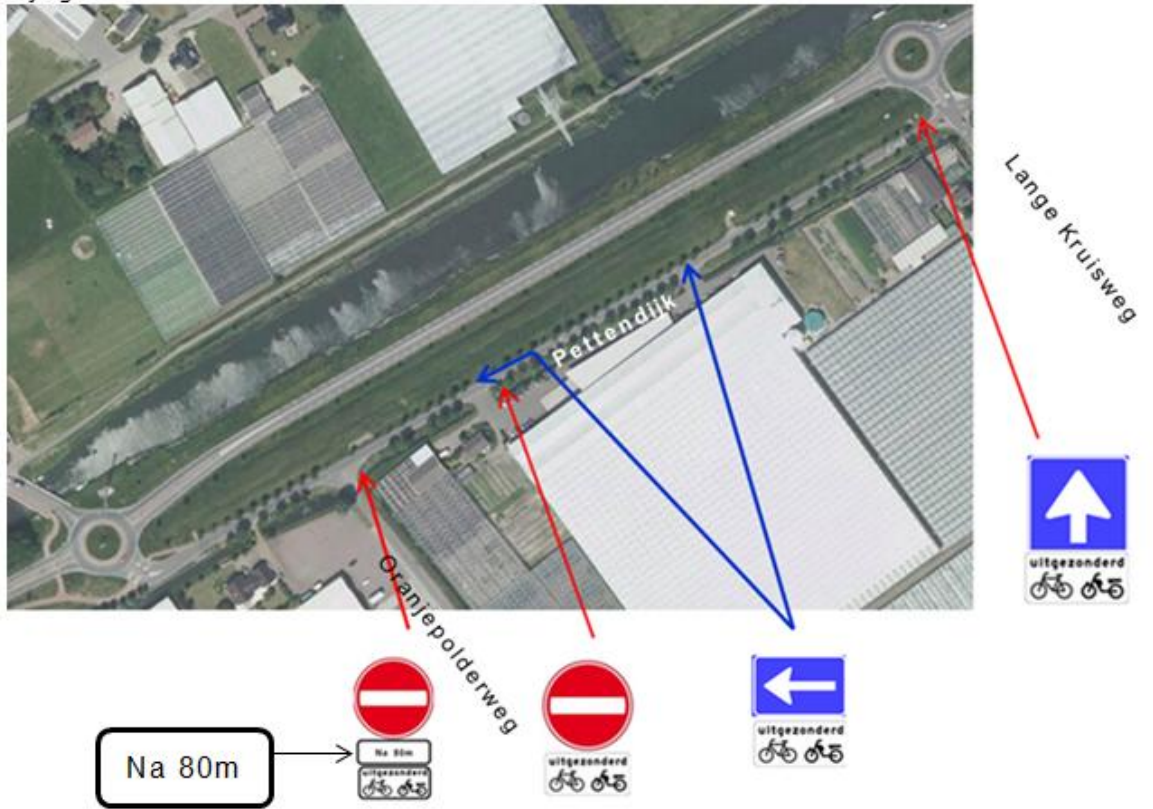 Lange Kruisweg
Pettendijk
Oranjepolderweg
uitgezonderd
Na 80m
Na 80m
uitgezonderd
uitgezonderd
uitgezonderd